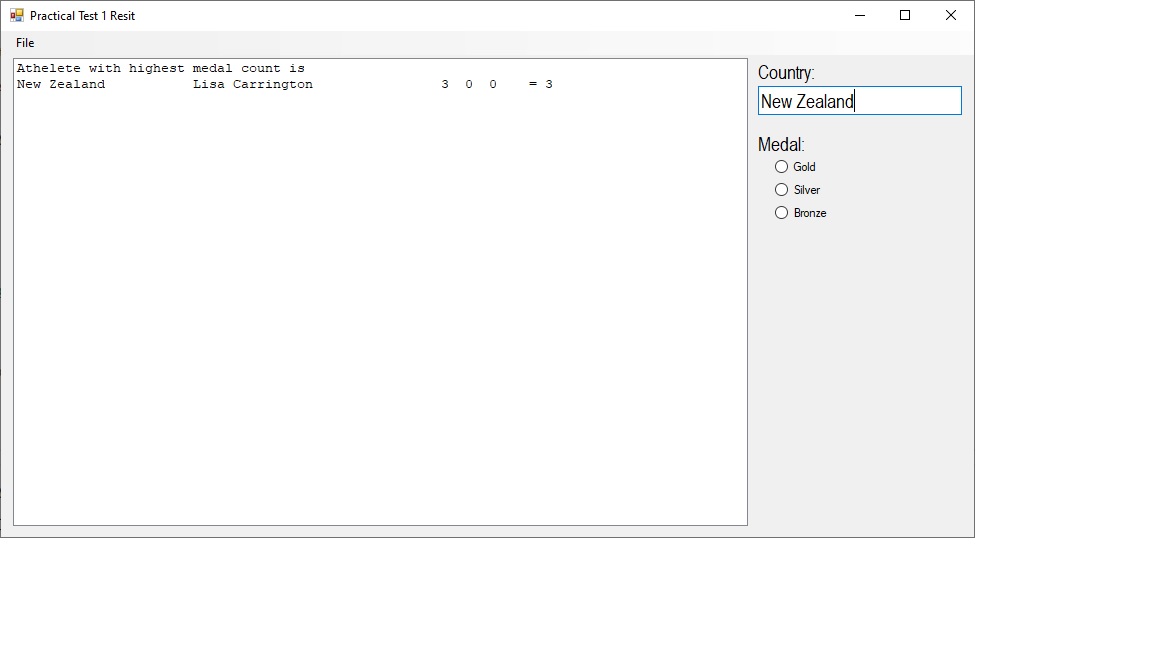 Practical Test 1 Resit
File
Athelete with highest medal count is
New Zealand Lisa Carrington 3 0 0 = 3
Country:
New Zealand
Medal:
Gold
Silver
Bronze